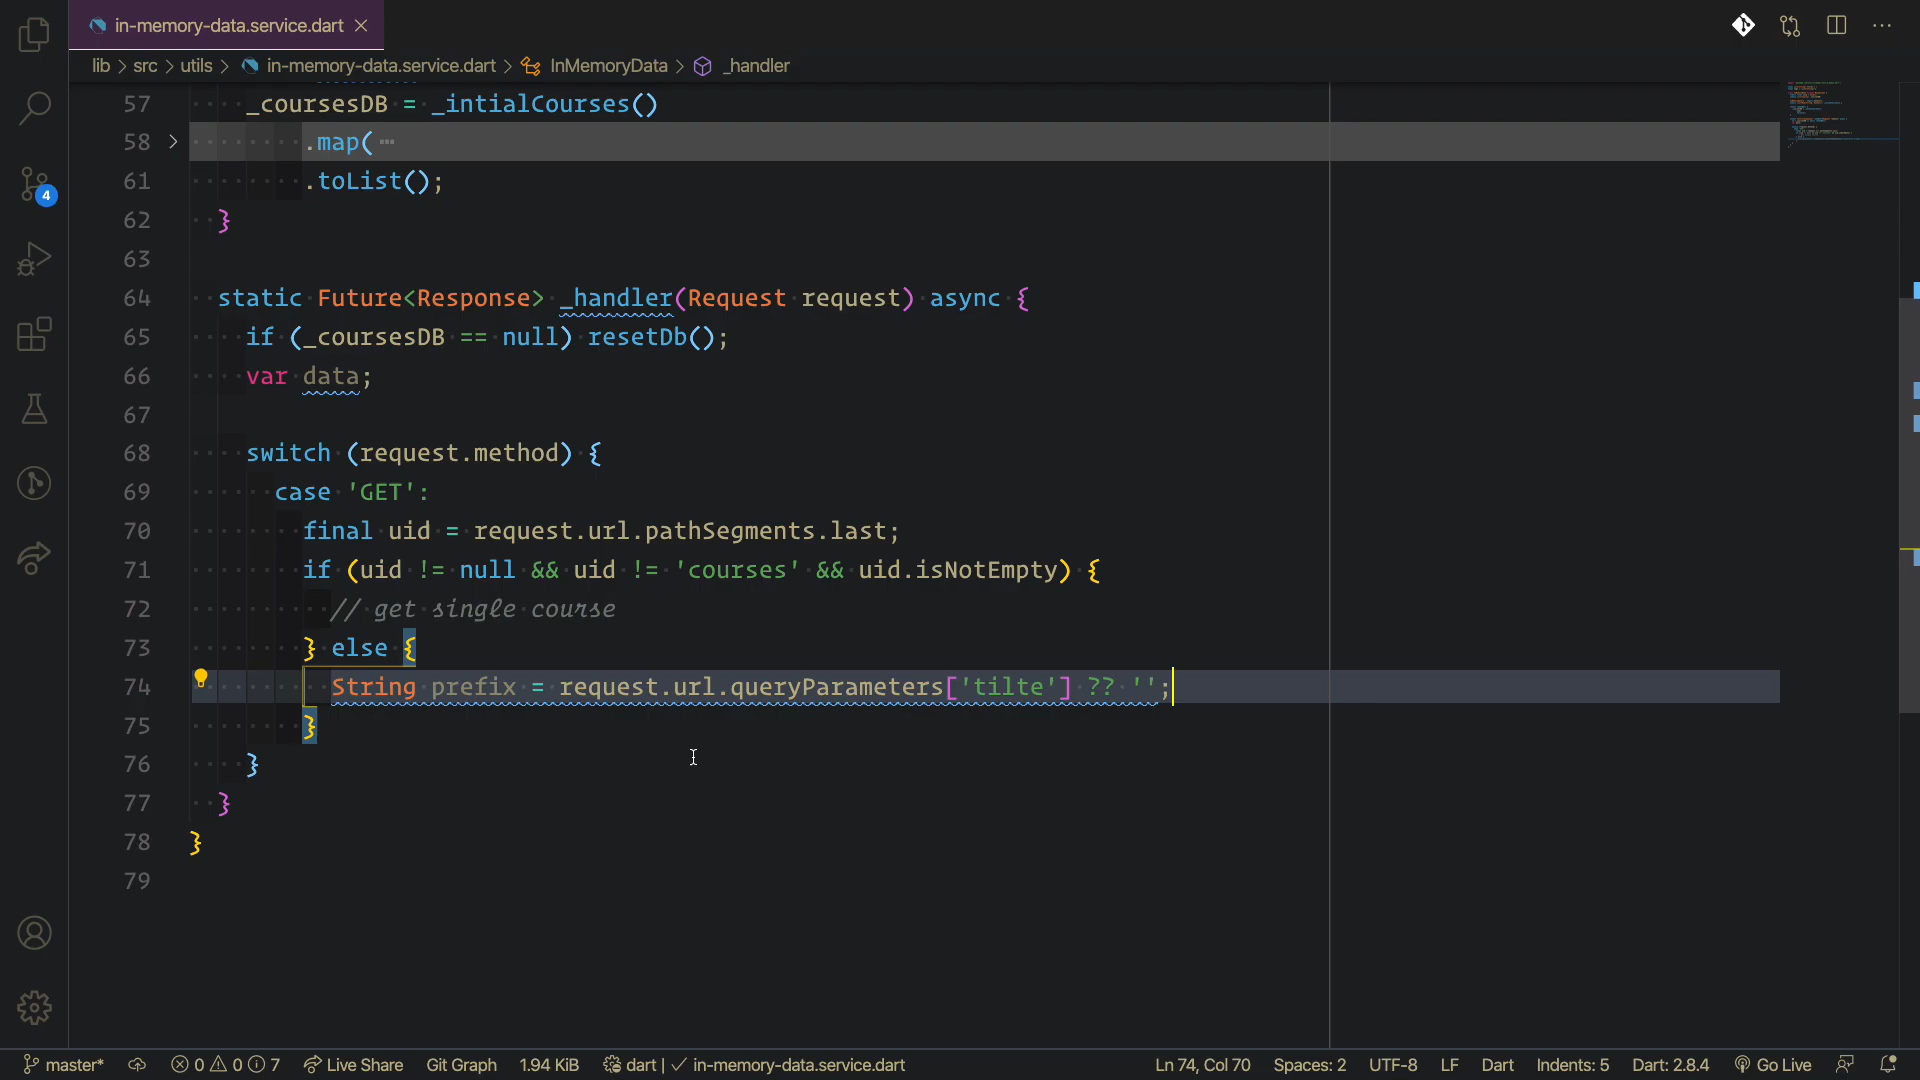 in-memory-data.service.dart
lib > src > utils > in-memory-data.service.dart > InMemoryData > _handler
57 _coursesDB = _intialCourses()
58 .map( …
61 .toList();
62 }
63
64 static Future<Response> _handler(Request request) async {
65 if (_coursesDB == null) resetDb();
66 var data;
67
68 switch (request.method) {
69 case 'GET':
70 final uid = request.url.pathSegments.last;
71 if (uid != null && uid != 'courses' && uid.isNotEmpty) {
72 // get single course
73 } else {
74 String prefix = request.url.queryParameters['tilte'] ?? '';
75 }
76 }
77 }
78 }
79
4
master* 0 0 7 Live Share Git Graph 1.94 KiB dart | ✓ in-memory-data.service.dart Ln 74, Col 70 Spaces: 2 UTF-8 LF Dart Indents: 5 Dart: 2.8.4 Go Live